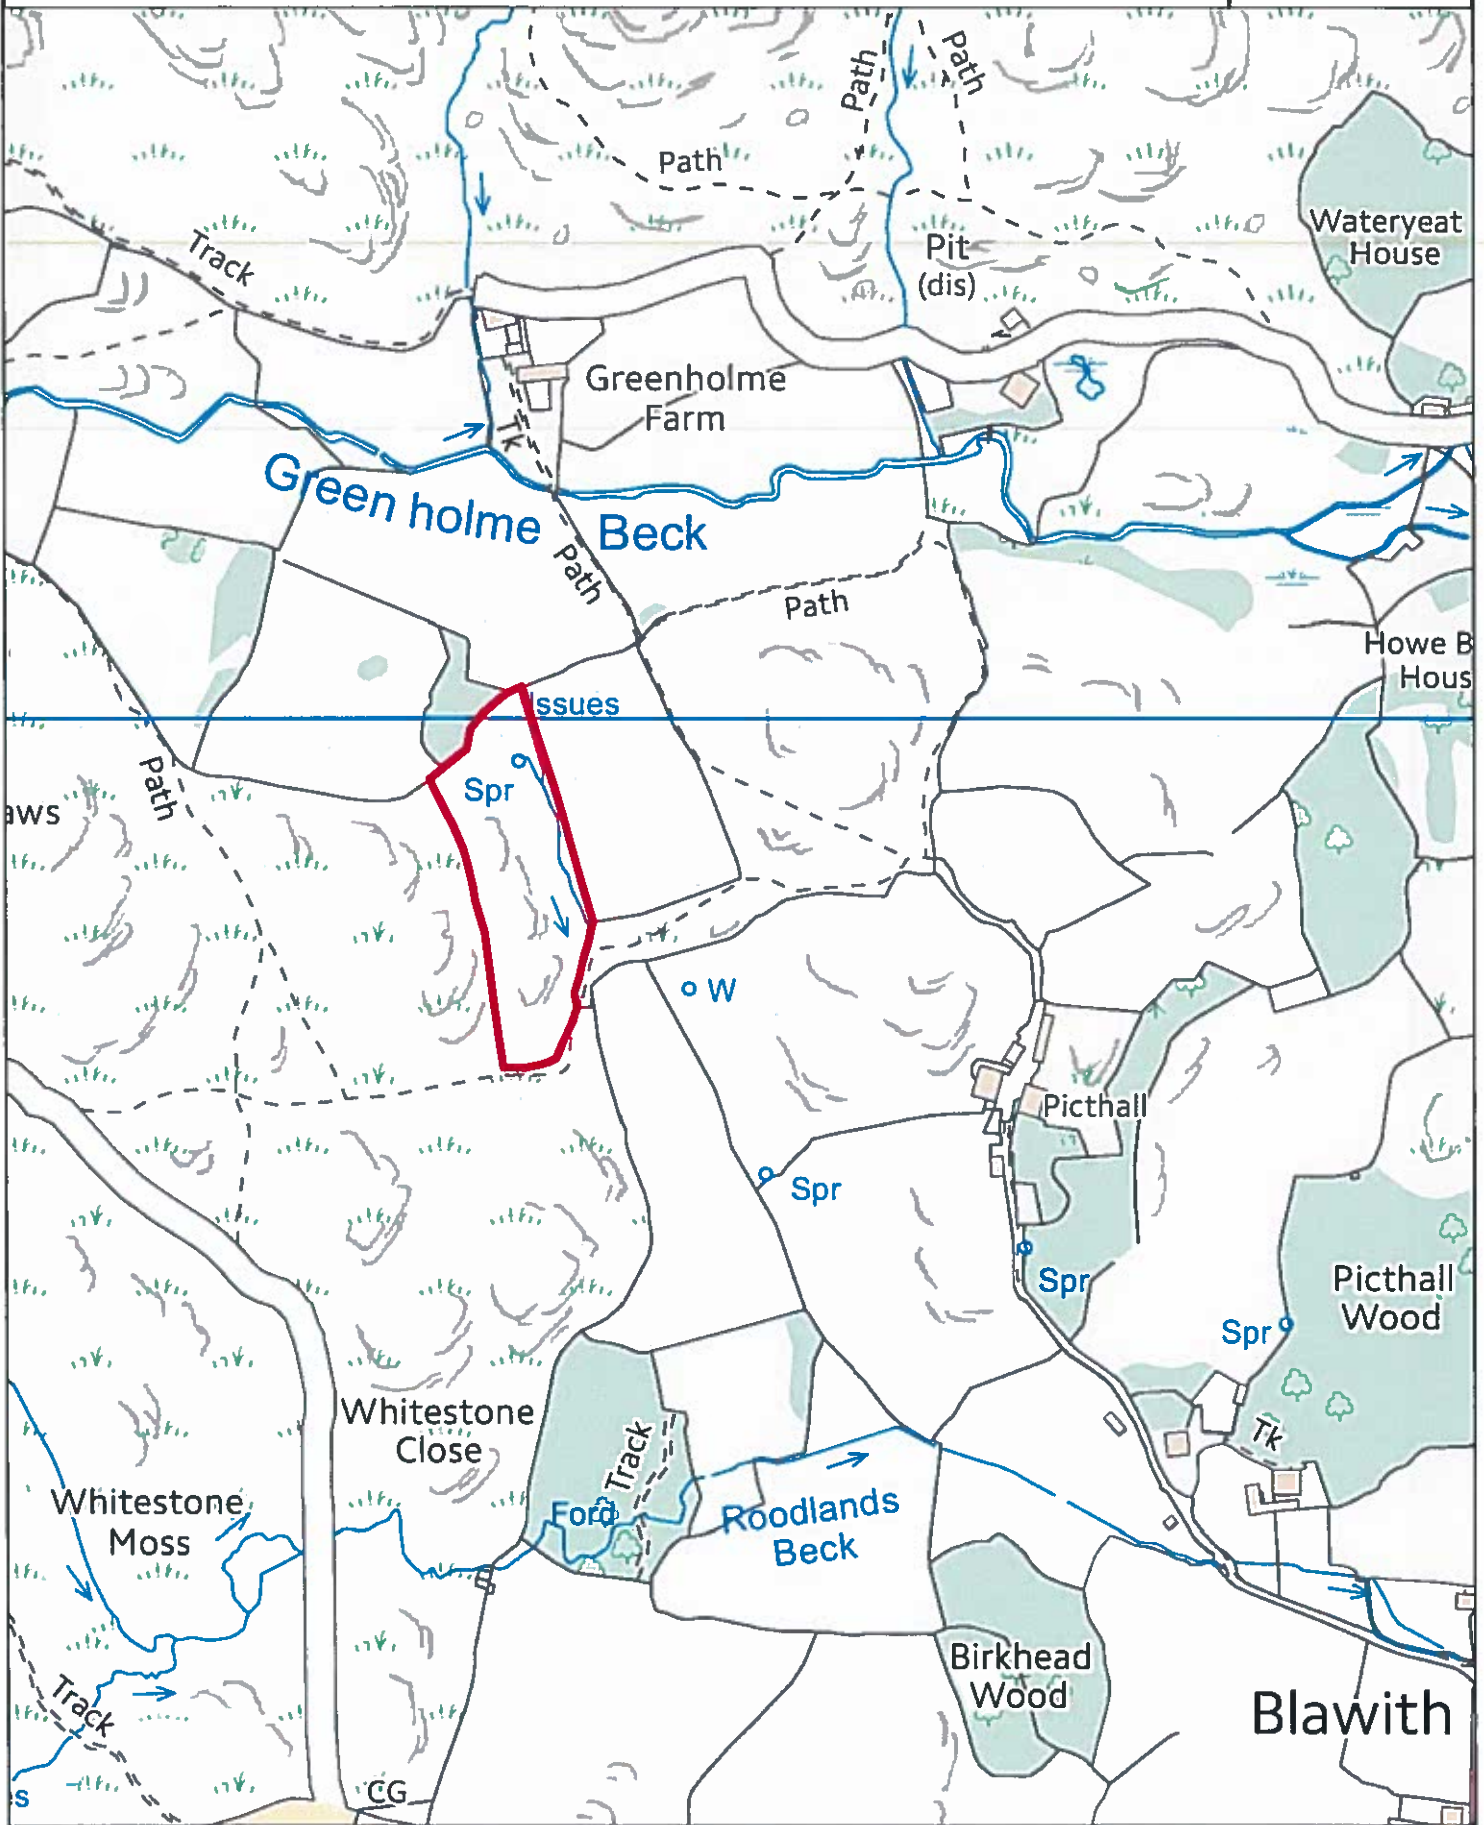 Path
Path
Path
Wateryeat
House
Track
Pit
(dis)
Greenholme
Farm
Tk
Green holme Beck
Path
Path
Howe B
Hous
Issues
Path
Spr
aws
W
Picthall
Spr
Spr
Picthall
Wood
Spr
Whitestone
Close
Track
Tk
Whitestone
Moss
Ford
Roodlands
Beck
Birkhead
Wood
Track
Blawith
CG
s